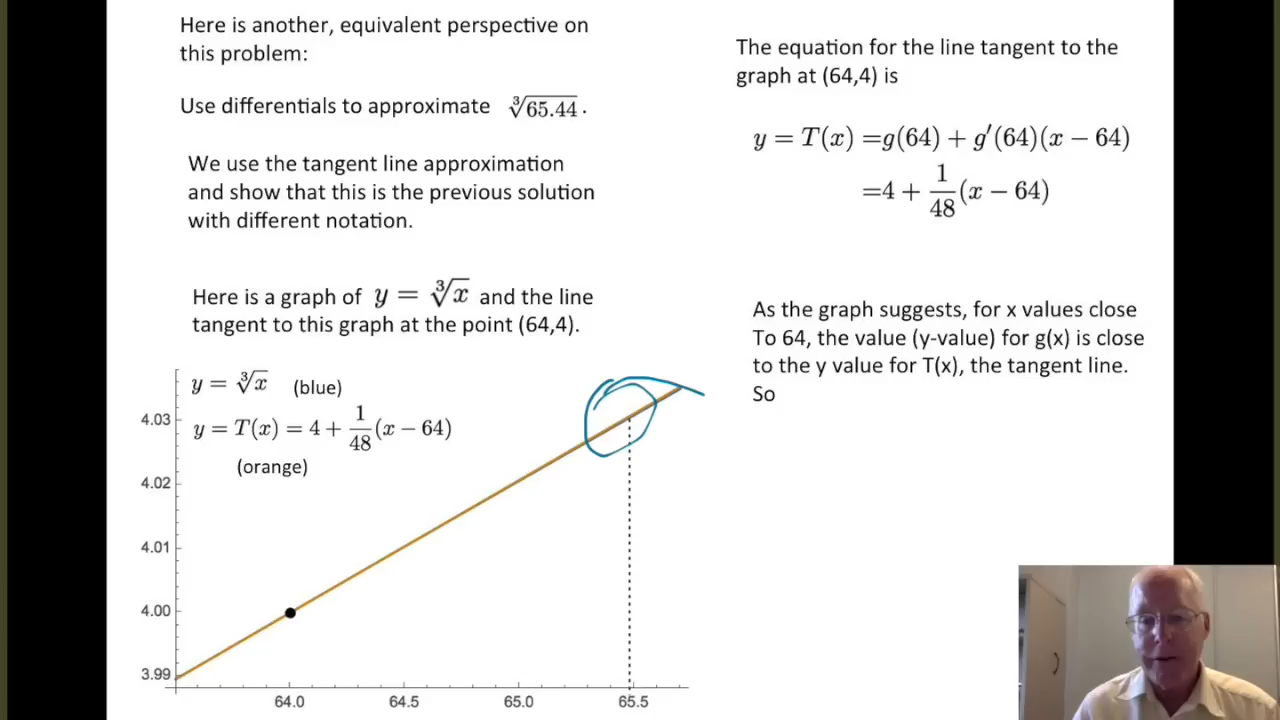 Here is another, equivalent perspective on
this problem:
Use differentials to approximate ∛65.44 .
We use the tangent line approximation
and show that this is the previous solution
with different notation.
Here is a graph of y = ∛x and the line
tangent to this graph at the point (64,4).
y = ∛x (blue)
y = T(x) = 4 + 1/48 (x − 64)
(orange)
4.03
4.02
4.01
4.00
3.99
64.0 64.5 65.0 65.5
The equation for the line tangent to the
graph at (64,4) is
y = T(x) =g(64) + g′(64)(x − 64)
=4 + 1/48 (x − 64)
As the graph suggests, for x values close
To 64, the value (y-value) for g(x) is close
to the y value for T(x), the tangent line.
So